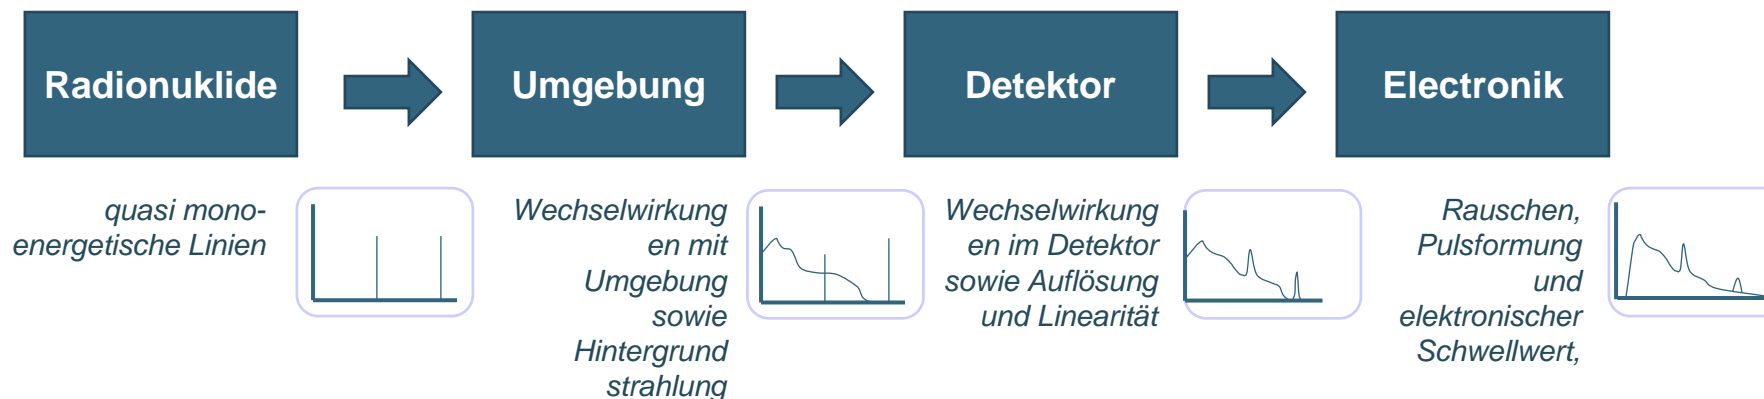 Radionuklide
Umgebung
Detektor
Electronik
quasi mono-
energetische Linien
Wechselwirkung
en mit
Umgebung
sowie
Hintergrund
strahlung
Wechselwirkung
en im Detektor
sowie Auflösung
und Linearität
Rauschen,
Pulsformung
und
elektronischer
Schwellwert,